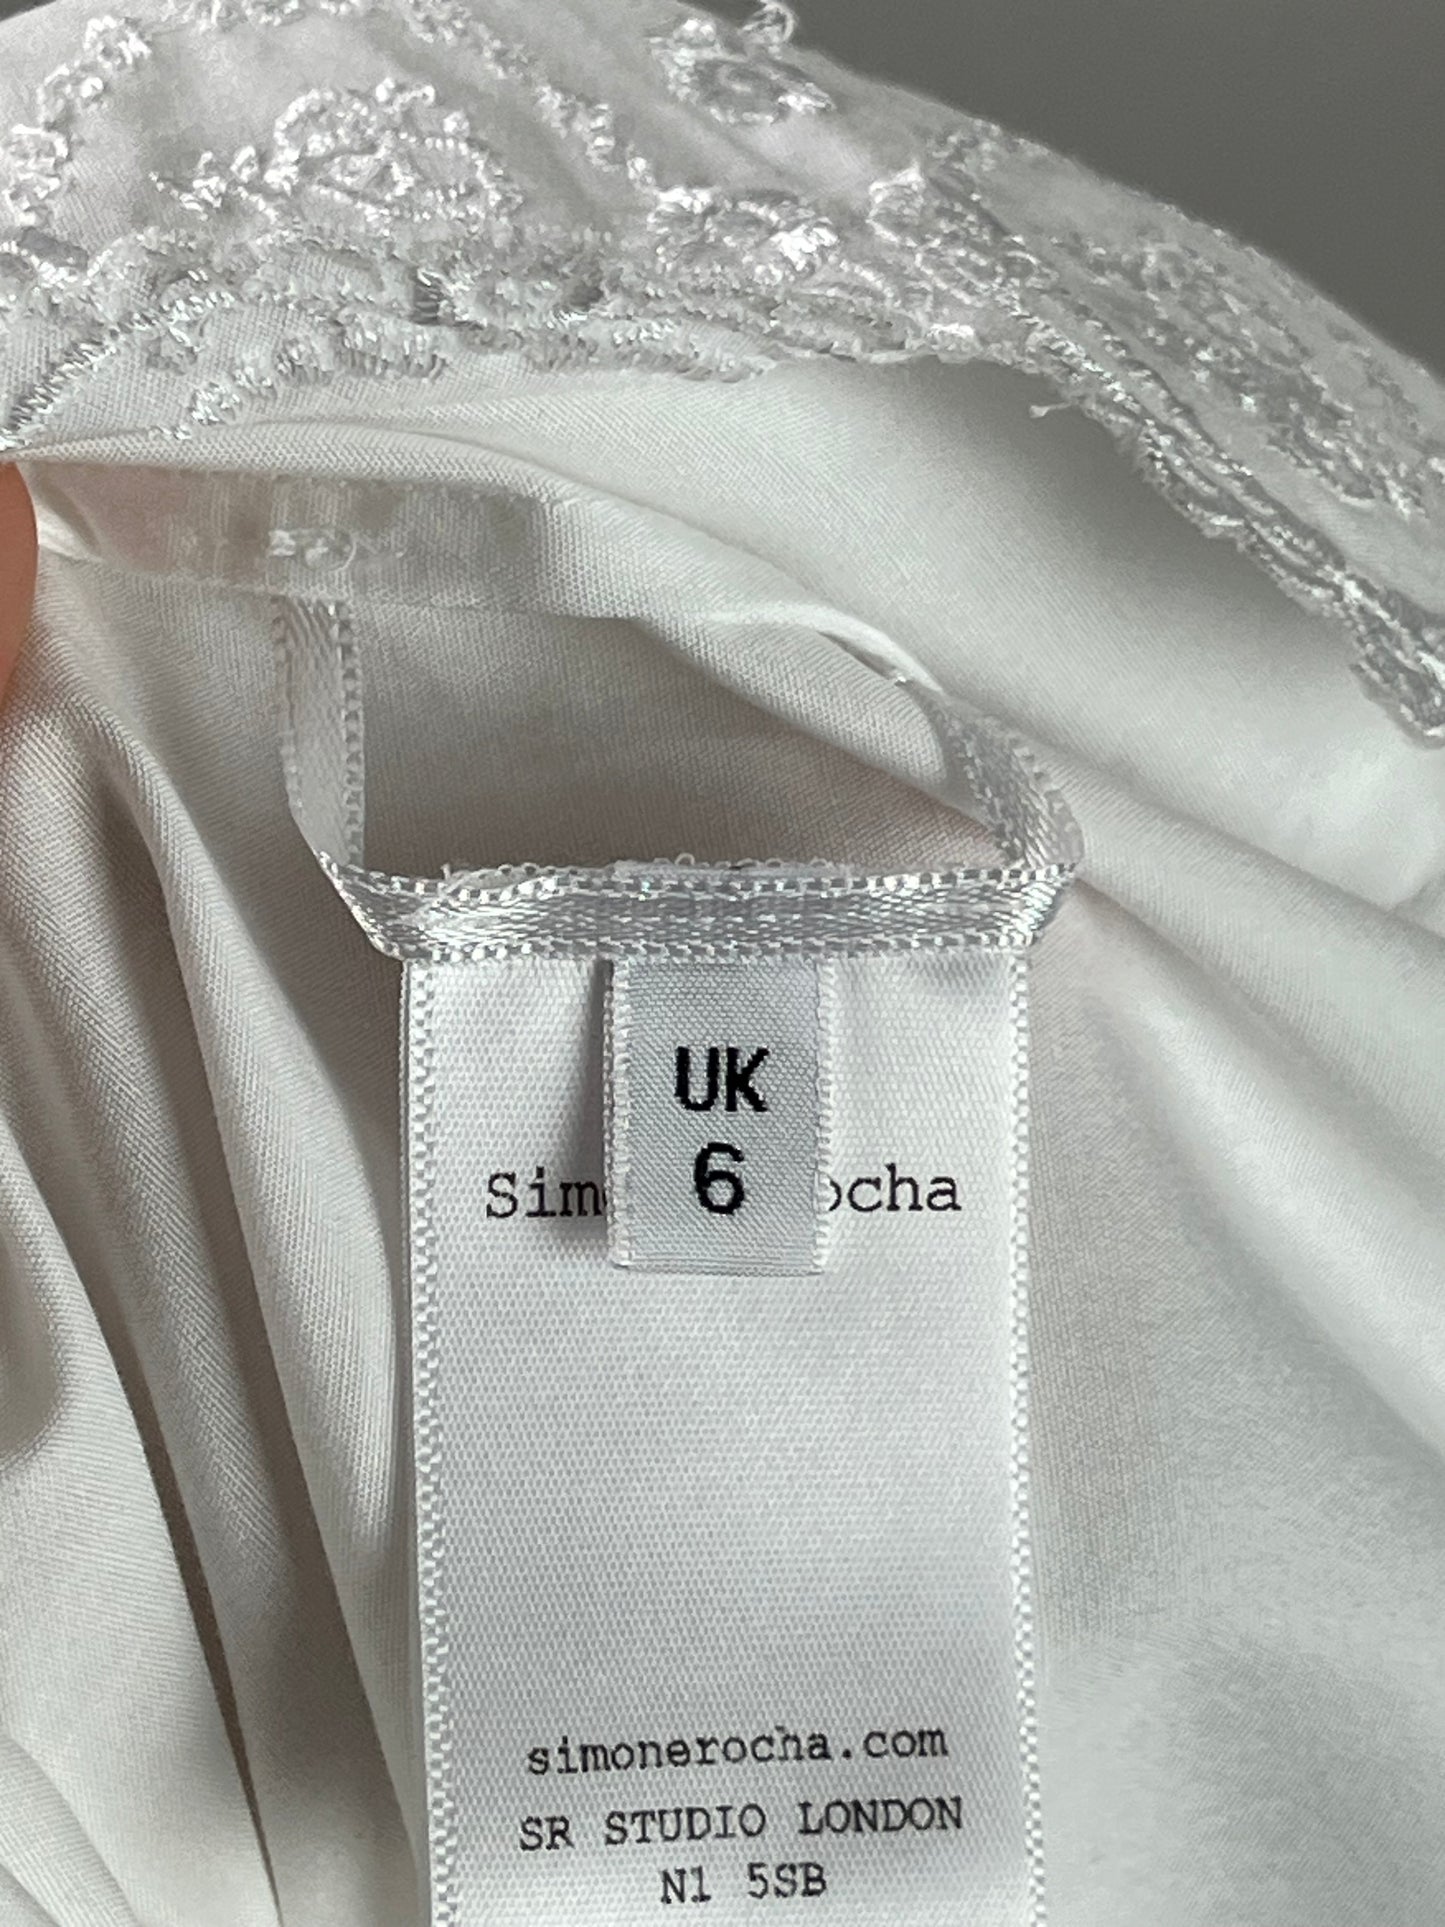 UK
6
Sim ocha
simonerocha.com
SR STUDIO LONDON
N1 5SB